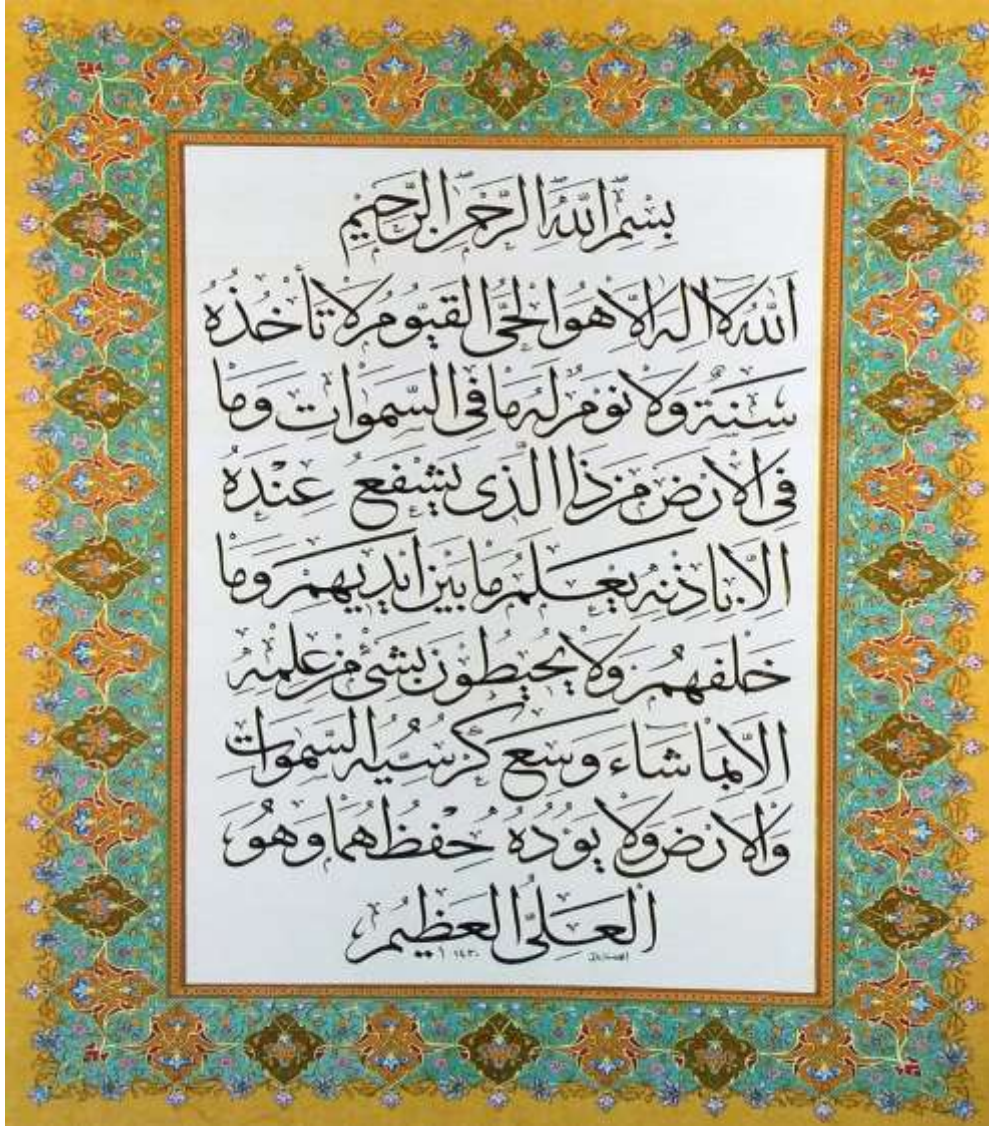 بسم الله الرحمن الرحيم
الله لا اله الا هو الحي القيوم لا تأخذه
سنة ولا نوم له ما في السموات وما
في الارض من ذا الذي يشفع عنده
الا باذنه يعلم ما بين ايديهم وما
خلفهم ولا يحيطون بشئ من علمه
الا بما شاء وسع كرسيه السموات
والارض ولا يؤده حفظهما وهو
العلي العظيم
١٤٣٠